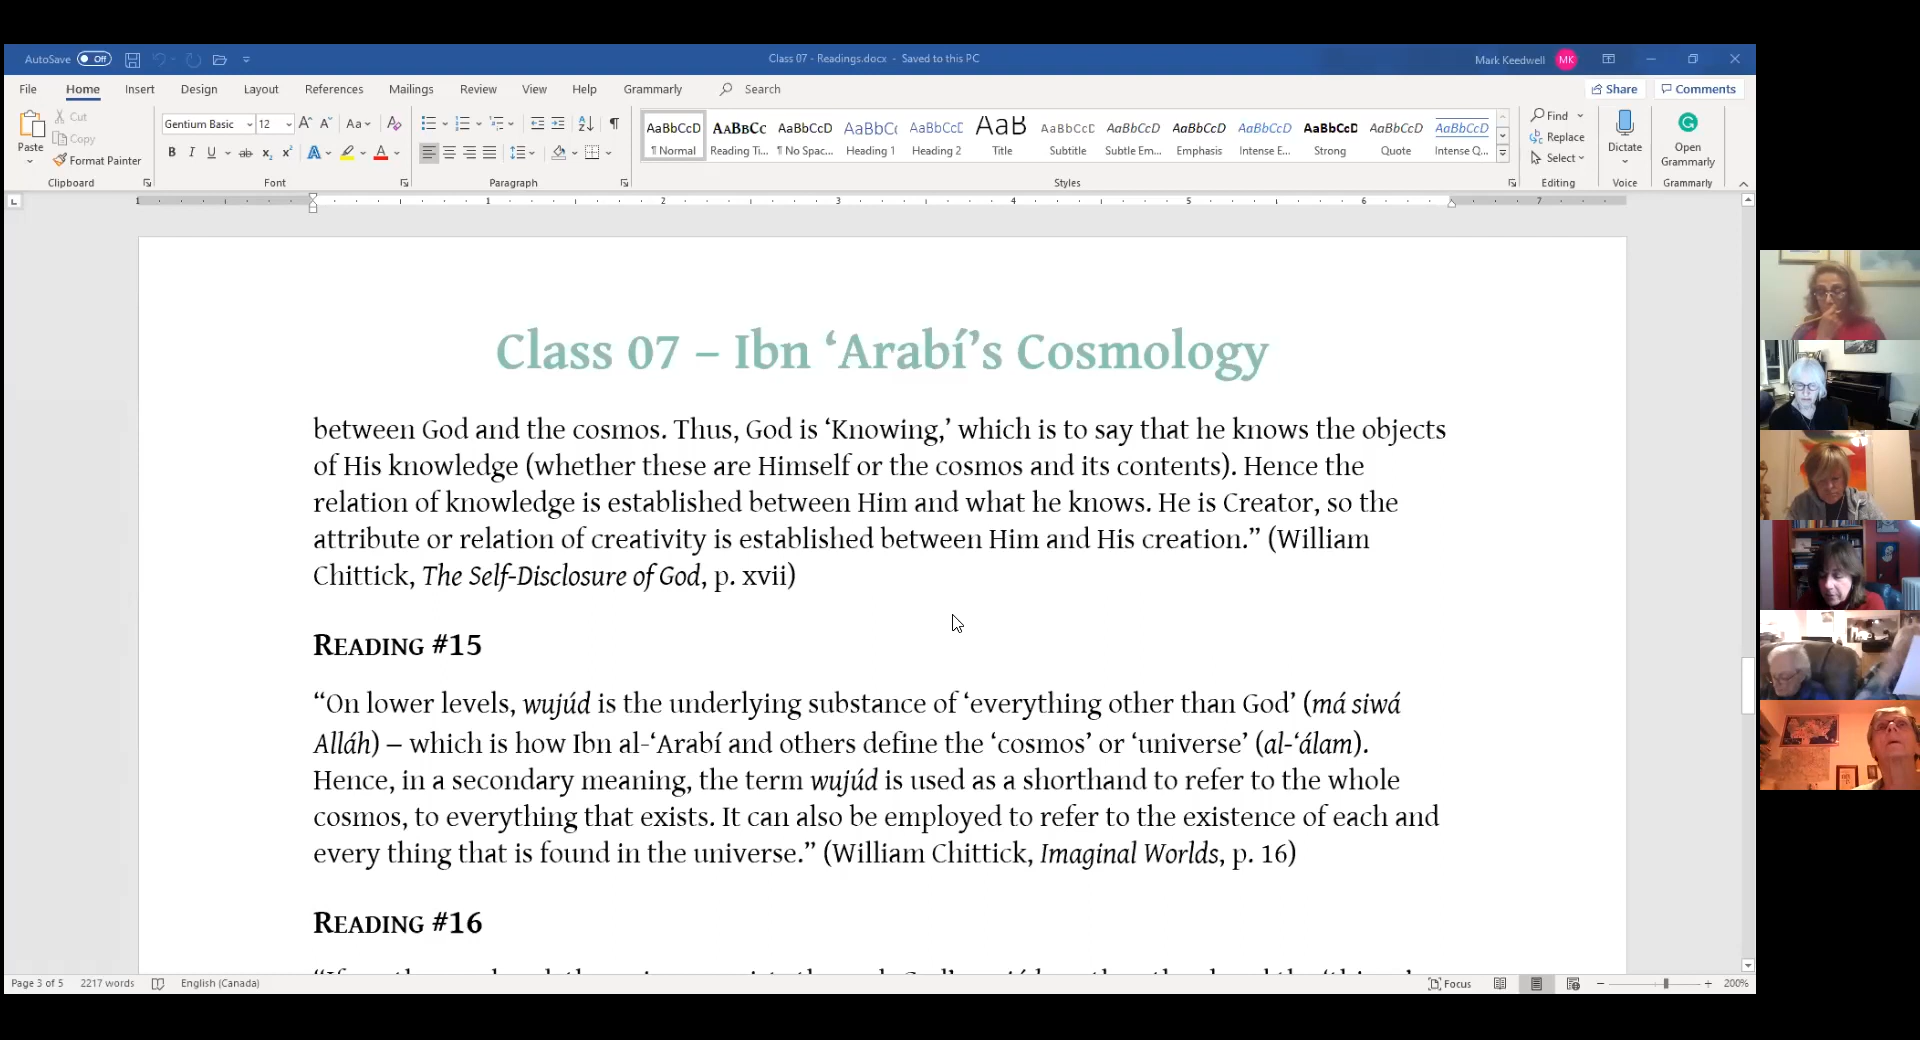 AutoSave Off
Class 07 - Readings.docx - Saved to this PC
Mark Keedwell MK
File Home Insert Design Layout References Mailings Review View Help Grammarly Search
Share Comments
Paste
Cut
Copy
Format Painter
Clipboard
Gentium Basic 12
Font
Paragraph
AaBbCcD AaBbCc AaBbCcD AaBbC( AaBbCcC AaB AaBbCcC AaBbCcD AaBbCcD AaBbCcD AaBbCcD AaBbCcD AaBbCcD
¶ Normal Reading Ti... ¶ No Spac... Heading 1 Heading 2 Title Subtitle Subtle Em... Emphasis Intense E... Strong Quote Intense Q...
Styles
Find
Replace
Select
Editing
Dictate
Voice
Open
Grammarly
Grammarly
1 1 2 3 4 5 6 7
Class 07 – Ibn ‘Arabí’s Cosmology
between God and the cosmos. Thus, God is ‘Knowing,’ which is to say that he knows the objects
of His knowledge (whether these are Himself or the cosmos and its contents). Hence the
relation of knowledge is established between Him and what he knows. He is Creator, so the
attribute or relation of creativity is established between Him and His creation.” (William
Chittick, The Self-Disclosure of God, p. xvii)
READING #15
“On lower levels, wujúd is the underlying substance of ‘everything other than God’ (má siwá
Alláh) – which is how Ibn al-‘Arabí and others define the ‘cosmos’ or ‘universe’ (al-‘álam).
Hence, in a secondary meaning, the term wujúd is used as a shorthand to refer to the whole
cosmos, to everything that exists. It can also be employed to refer to the existence of each and
every thing that is found in the universe.” (William Chittick, Imaginal Worlds, p. 16)
READING #16
Page 3 of 5 2217 words English (Canada)
Focus 200%